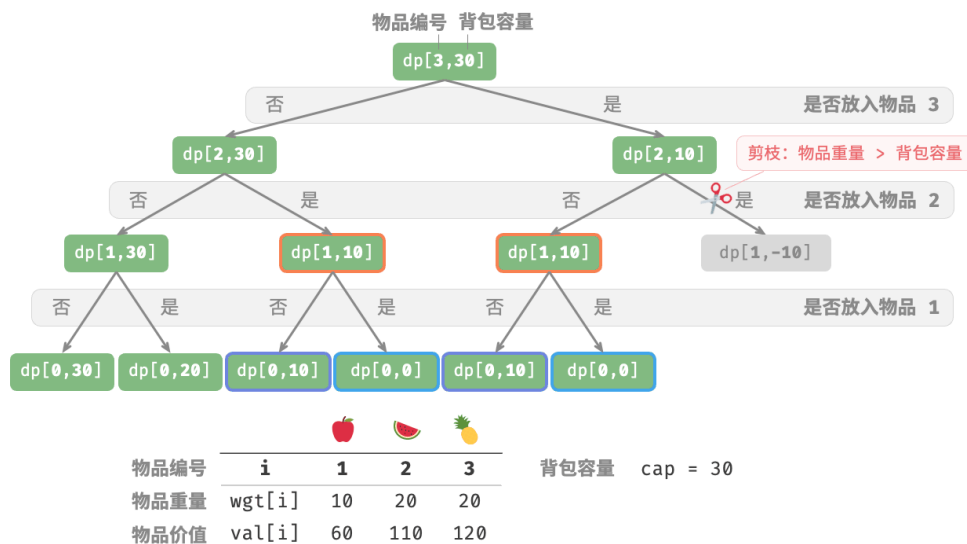 物品编号 背包容量
dp[3,30]
否 是 是否放入物品 3
dp[2,30] dp[2,10] 剪枝：物品重量 > 背包容量
否 是 否 是 是否放入物品 2
dp[1,30] dp[1,10] dp[1,10] dp[1,-10]
否 是 否 是 否 是 是否放入物品 1
dp[0,30] dp[0,20] dp[0,10] dp[0,0] dp[0,10] dp[0,0]
物品编号 i 1 2 3 背包容量 cap = 30
物品重量 wgt[i] 10 20 20
物品价值 val[i] 60 110 120